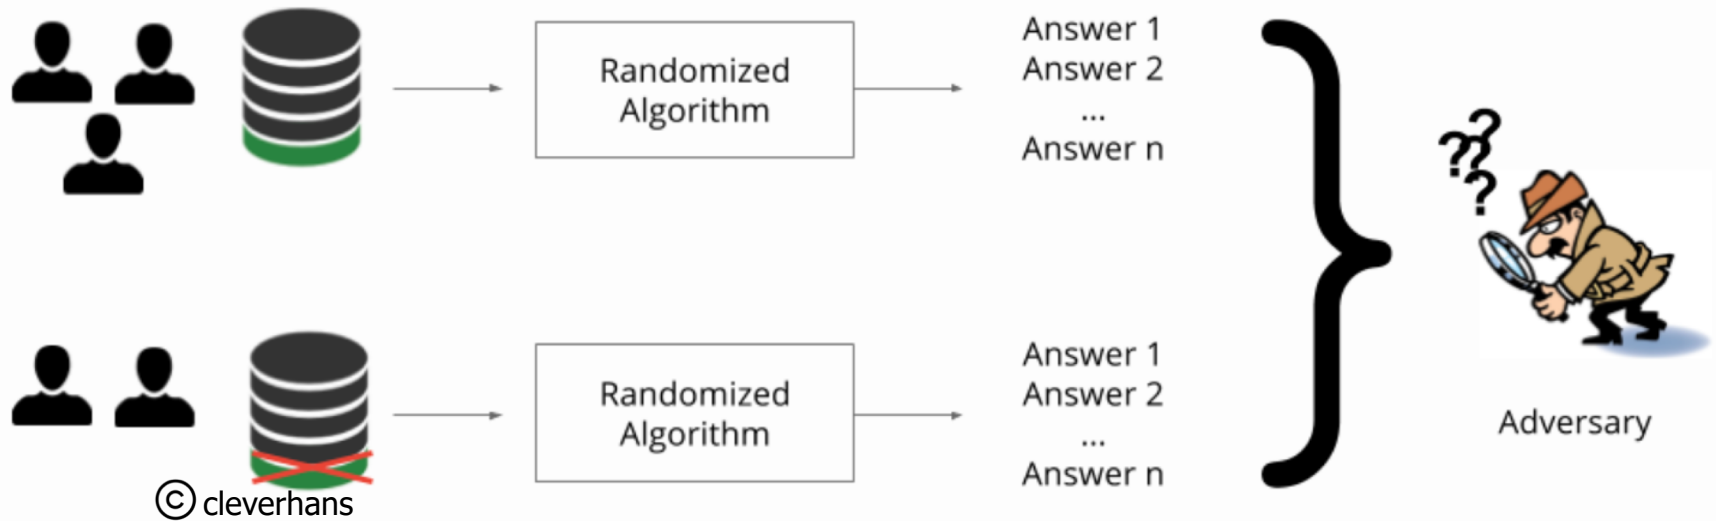 Randomized
Algorithm
Answer 1
Answer 2
...
Answer n
????
Randomized
Algorithm
Answer 1
Answer 2
...
Answer n
Adversary
© cleverhans